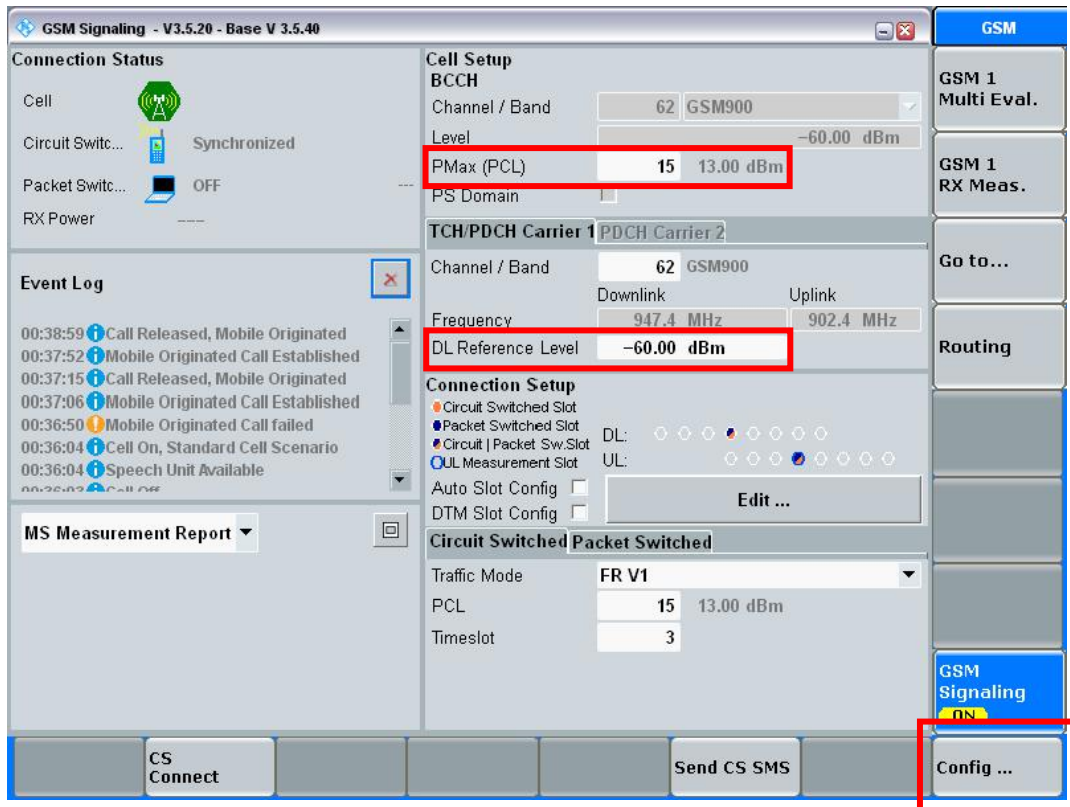 GSM Signaling - V3.5.20 - Base V 3.5.40
Connection Status
Cell
Circuit Switc... Synchronized
Packet Switc... OFF ---
RX Power ---
Event Log
00:38:59 Call Released, Mobile Originated
00:37:52 Mobile Originated Call Established
00:37:15 Call Released, Mobile Originated
00:37:06 Mobile Originated Call Established
00:36:50 Mobile Originated Call failed
00:36:04 Cell On, Standard Cell Scenario
00:36:04 Speech Unit Available
00:36:03 Cell Off
MS Measurement Report
Cell Setup
BCCH
Channel / Band 62 GSM900
Level -60.00 dBm
PMax (PCL) 15 13.00 dBm
PS Domain
TCH/PDCH Carrier 1 PDCH Carrier 2
Channel / Band 62 GSM900
Downlink Uplink
Frequency 947.4 MHz 902.4 MHz
DL Reference Level -60.00 dBm
Connection Setup
Circuit Switched Slot
Packet Switched Slot
Circuit | Packet Sw.Slot
UL Measurement Slot
DL:
UL:
Auto Slot Config
DTM Slot Config
Edit ...
Circuit Switched Packet Switched
Traffic Mode FR V1
PCL 15 13.00 dBm
Timeslot 3
GSM
GSM 1
Multi Eval.
GSM 1
RX Meas.
Go to...
Routing
GSM
Signaling
ON
CS
Connect
Send CS SMS
Config ...